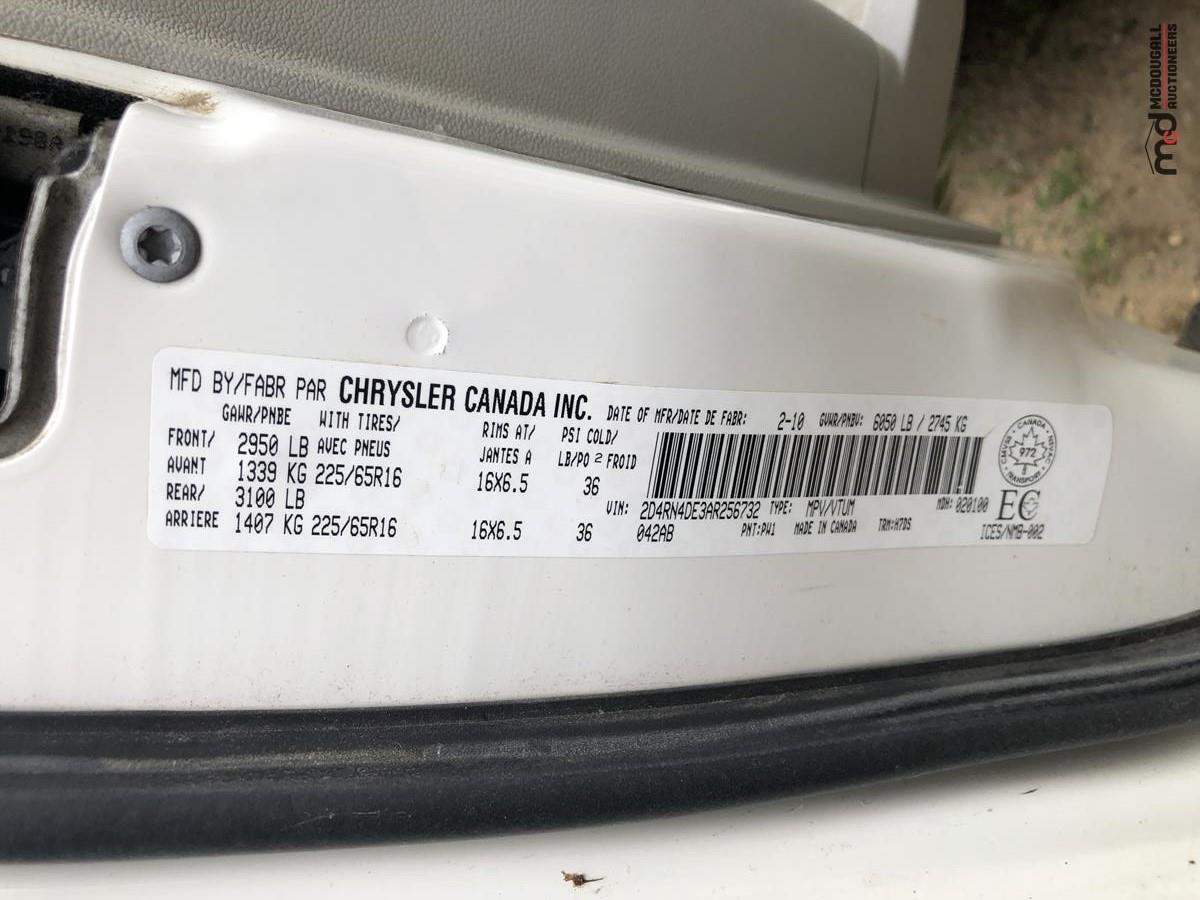 MCDOUGALL
AUCTIONEERS
MFD BY/FABR PAR CHRYSLER CANADA INC. DATE OF MFR/DATE DE FABR: 2-10 GVWR/PNBV: 6050 LB / 2745 KG
GAWR/PNBE WITH TIRES/ RIMS AT/ PSI COLD/
FRONT/ 2950 LB AVEC PNEUS JANTES A LB/PO 2 FROID
AVANT 1339 KG 225/65R16 16X6.5 36
REAR/ 3100 LB VIN: 2D4RN4DE3AR256732 TYPE: MPV/VTUM MDH: 020100
ARRIERE 1407 KG 225/65R16 16X6.5 36 042AB PNT:PW1 MADE IN CANADA TRM:H7DS
CANADA
CMVSS NSVAC
972
TRANSPORT
EC
ICES/NMB-002